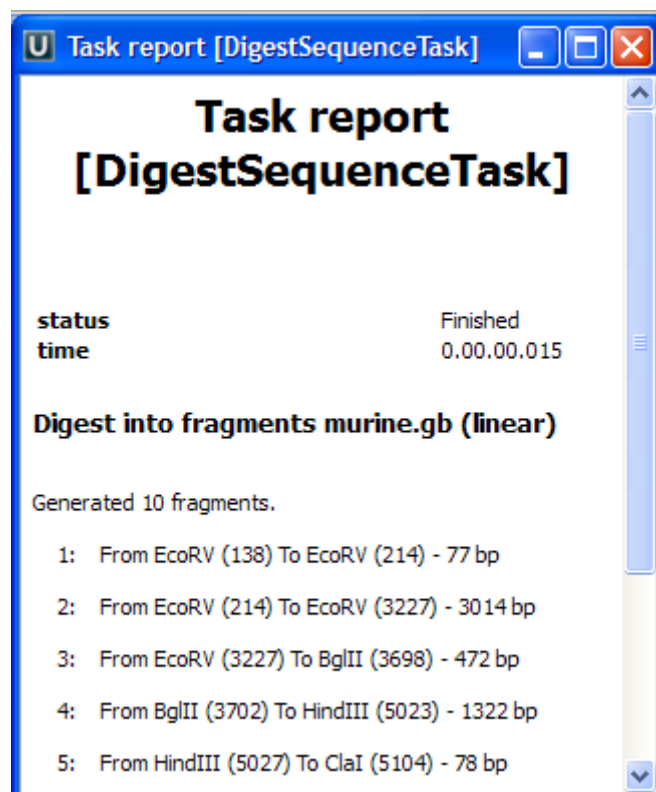 U Task report [DigestSequenceTask]
Task report
[DigestSequenceTask]
status Finished
time 0.00.00.015
Digest into fragments murine.gb (linear)
Generated 10 fragments.
1: From EcoRV (138) To EcoRV (214) - 77 bp
2: From EcoRV (214) To EcoRV (3227) - 3014 bp
3: From EcoRV (3227) To BglII (3698) - 472 bp
4: From BglII (3702) To HindIII (5023) - 1322 bp
5: From HindIII (5027) To ClaI (5104) - 78 bp